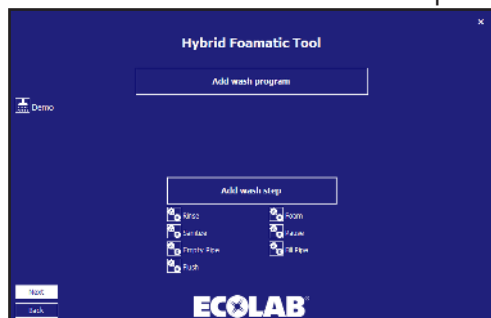 ×
Hybrid Foamatic Tool
Add wash program
Demo
Add wash step
Rinse
Foam
Sanitize
Pause
Empty Pipe
Fill Pipe
Flush
Next
Back
ECOLAB®